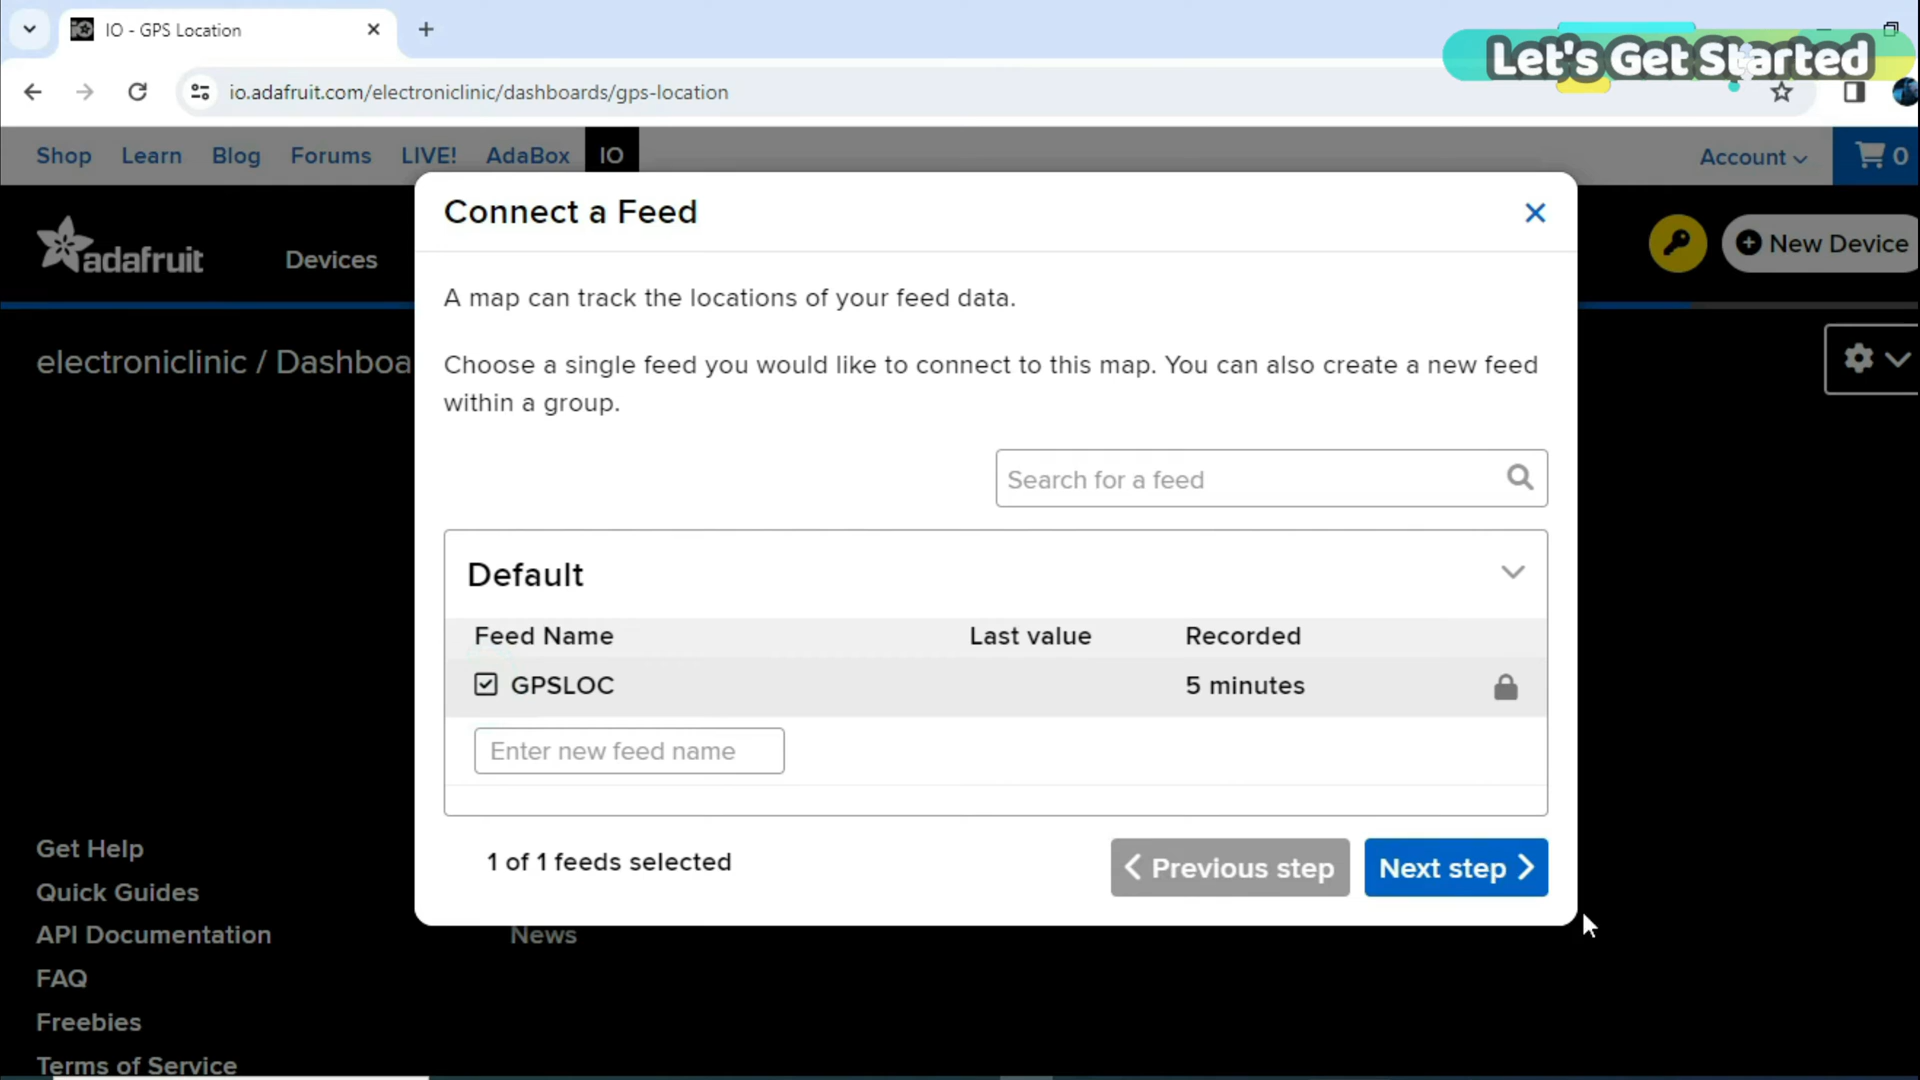 IO - GPS Location
Let's Get Started
io.adafruit.com/electroniclinic/dashboards/gps-location
Shop Learn Blog Forums LIVE! AdaBox IO Account 0
Connect a Feed
adafruit Devices New Device
A map can track the locations of your feed data.
electroniclinic / Dashboa
Choose a single feed you would like to connect to this map. You can also create a new feed
within a group.
Search for a feed
Default
Feed Name Last value Recorded
GPSLOC 5 minutes
Enter new feed name
1 of 1 feeds selected
Previous step Next step
Get Help
Quick Guides
API Documentation
News
FAQ
Freebies
Terms of Service